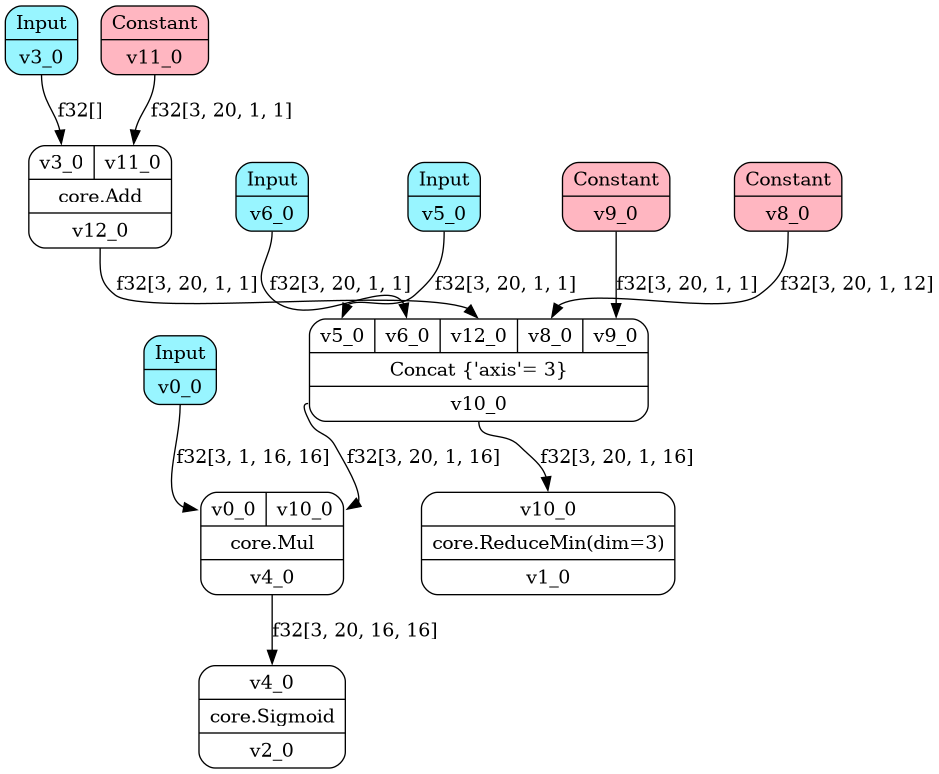 Input
v3_0
Constant
v11_0
f32[]
f32[3, 20, 1, 1]
v3_0 v11_0
core.Add
v12_0
Input
v6_0
Input
v5_0
Constant
v9_0
Constant
v8_0
f32[3, 20, 1, 1]
f32[3, 20, 1, 1]
f32[3, 20, 1, 1]
f32[3, 20, 1, 1]
f32[3, 20, 1, 12]
v5_0 v6_0 v12_0 v8_0 v9_0
Concat {'axis'= 3}
v10_0
Input
v0_0
f32[3, 1, 16, 16]
f32[3, 20, 1, 16]
f32[3, 20, 1, 16]
v0_0 v10_0
core.Mul
v4_0
v10_0
core.ReduceMin(dim=3)
v1_0
f32[3, 20, 16, 16]
v4_0
core.Sigmoid
v2_0